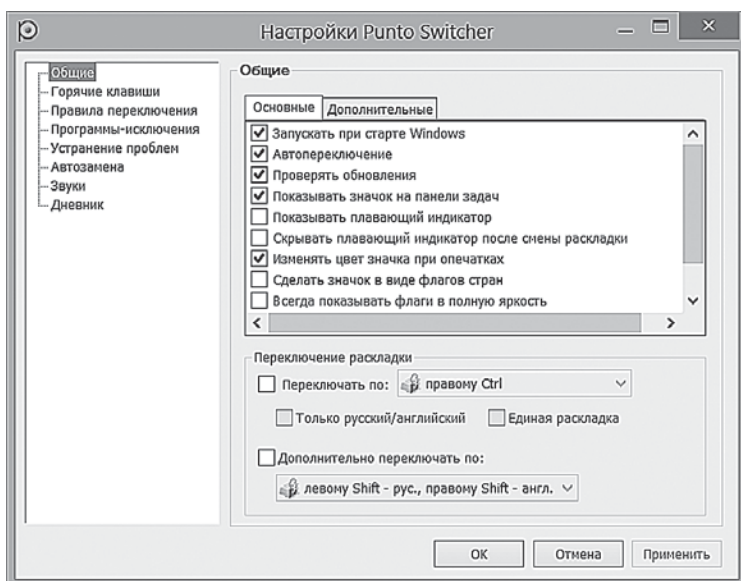 Настройки Punto Switcher
Общие
Горячие клавиши
Правила переключения
Программы-исключения
Устранение проблем
Автозамена
Звуки
Дневник
Общие
Основные Дополнительные
Запускать при старте Windows
Автопереключение
Проверять обновления
Показывать значок на панели задач
Показывать плавающий индикатор
Скрывать плавающий индикатор после смены раскладки
Изменять цвет значка при опечатках
Сделать значок в виде флагов стран
Всегда показывать флаги в полную яркость
Переключение раскладки
Переключать по: правому Ctrl
Только русский/английский Единая раскладка
Дополнительно переключать по:
левому Shift - рус., правому Shift - англ.
ОК Отмена Применить